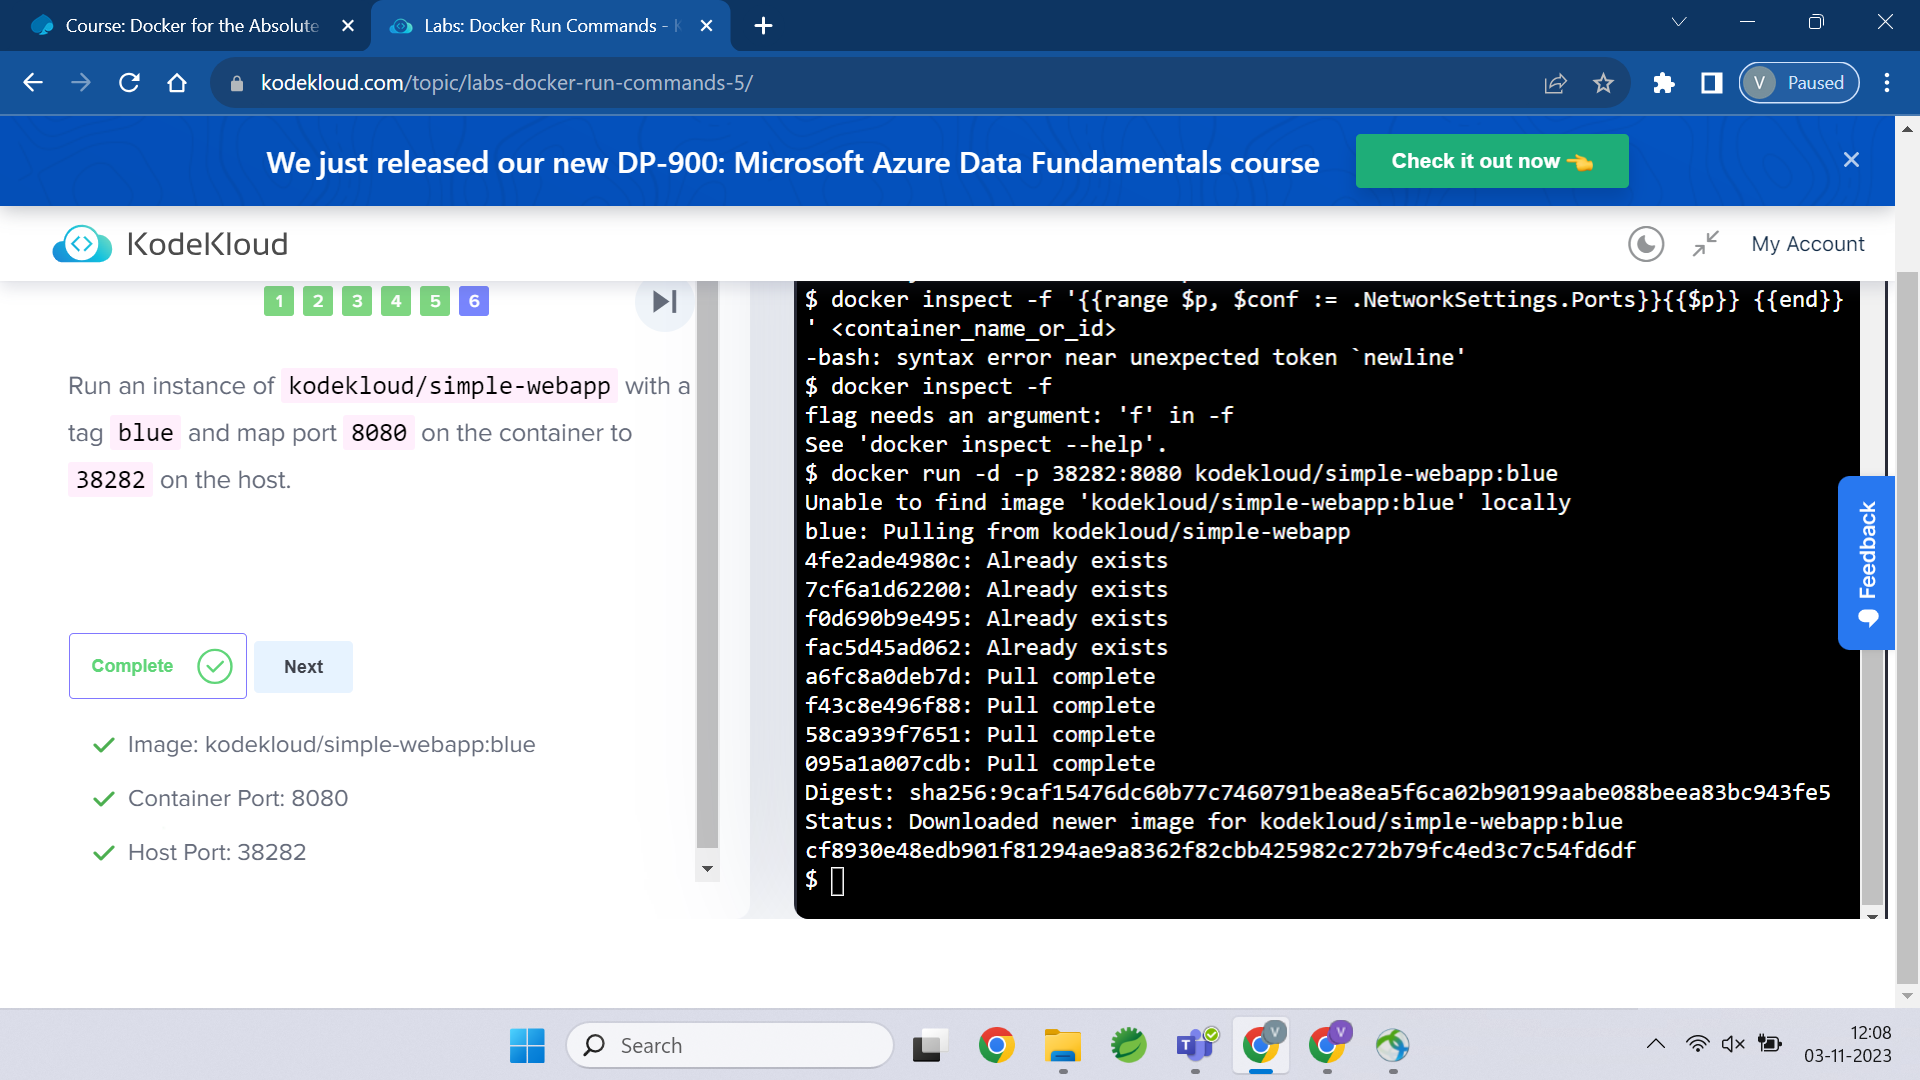 Course: Docker for the Absolute
Labs: Docker Run Commands - K
kodekloud.com/topic/labs-docker-run-commands-5/
V Paused
We just released our new DP-900: Microsoft Azure Data Fundamentals course
Check it out now 👈
KodeKloud
My Account
1 2 3 4 5 6
Run an instance of kodekloud/simple-webapp with a
tag blue and map port 8080 on the container to
38282 on the host.
Complete
Next
Image: kodekloud/simple-webapp:blue
Container Port: 8080
Host Port: 38282
$ docker inspect -f '{{range $p, $conf := .NetworkSettings.Ports}}{{$p}} {{end}}
' <container_name_or_id>
-bash: syntax error near unexpected token `newline'
$ docker inspect -f
flag needs an argument: 'f' in -f
See 'docker inspect --help'.
$ docker run -d -p 38282:8080 kodekloud/simple-webapp:blue
Unable to find image 'kodekloud/simple-webapp:blue' locally
blue: Pulling from kodekloud/simple-webapp
4fe2ade4980c: Already exists
7cf6a1d62200: Already exists
f0d690b9e495: Already exists
fac5d45ad062: Already exists
a6fc8a0deb7d: Pull complete
f43c8e496f88: Pull complete
58ca939f7651: Pull complete
095a1a007cdb: Pull complete
Digest: sha256:9caf15476dc60b77c7460791bea8ea5f6ca02b90199aabe088beea83bc943fe5
Status: Downloaded newer image for kodekloud/simple-webapp:blue
cf8930e48edb901f81294ae9a8362f82cbb425982c272b79fc4ed3c7c54fd6df
$
Feedback
Search
T
V
V
12:08
03-11-2023